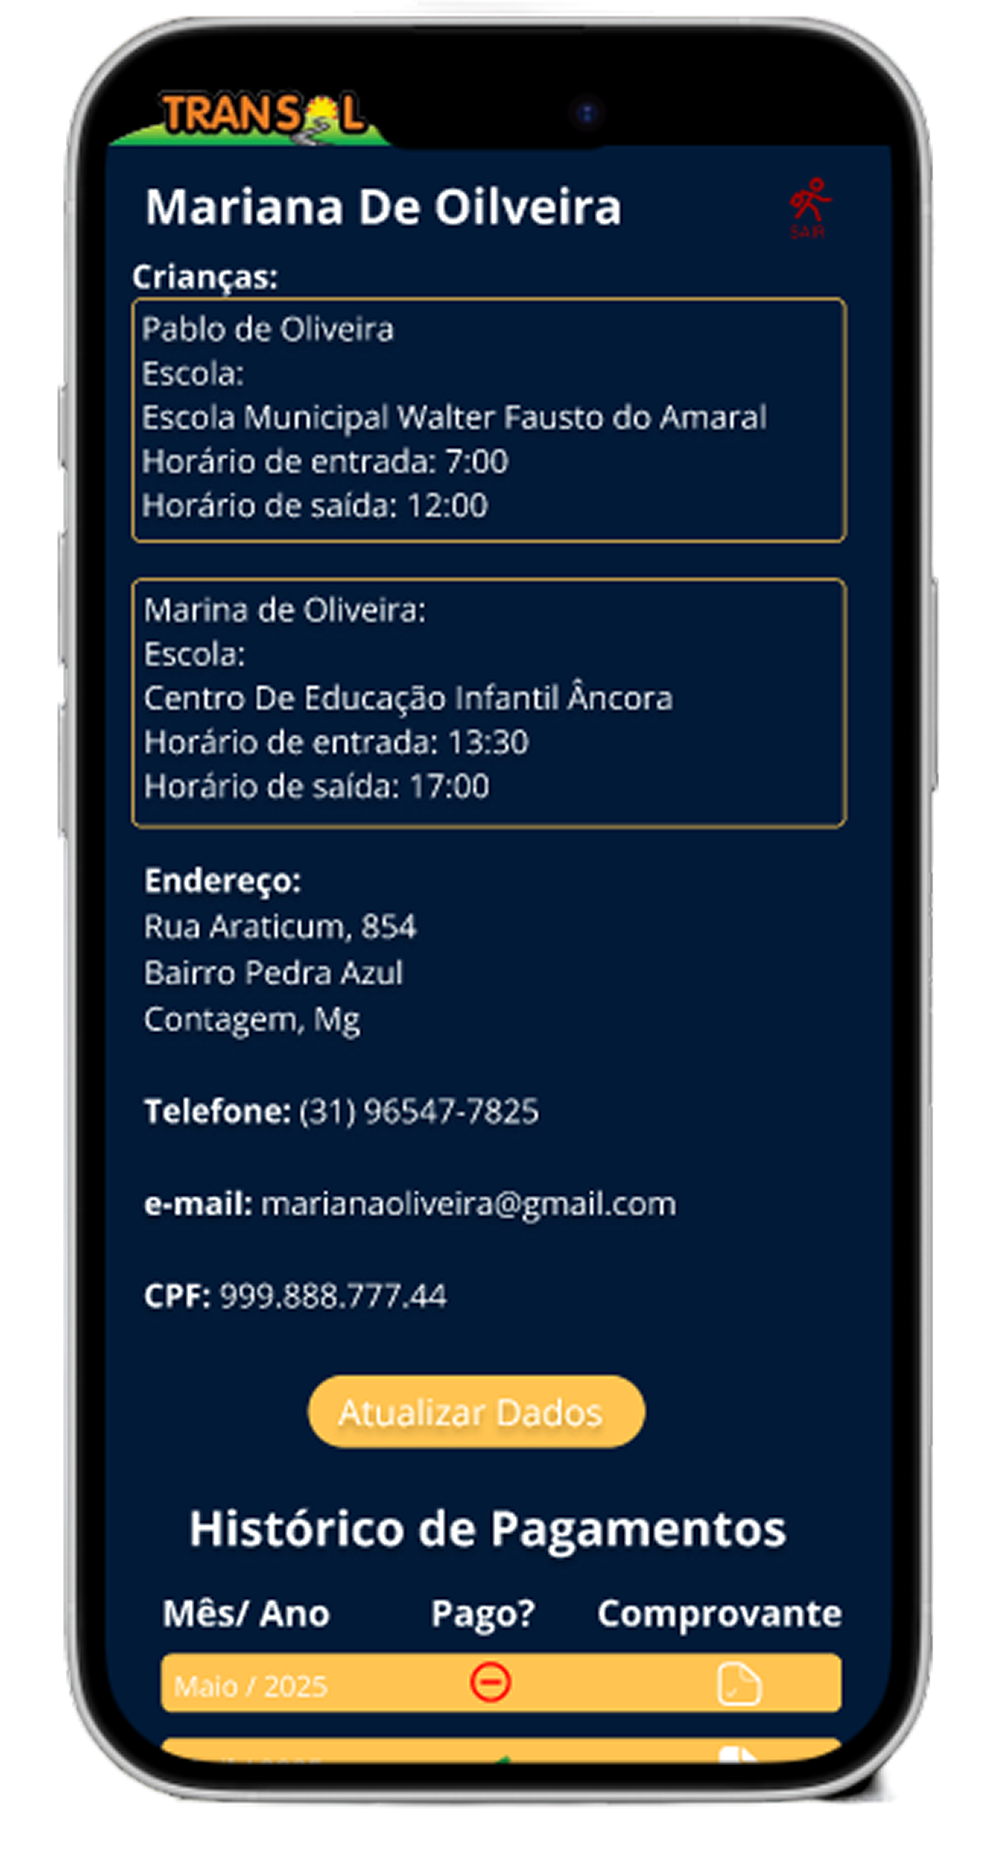 TRANSOL
Mariana De Oilveira
SAIR
Crianças:
Pablo de Oliveira
Escola:
Escola Municipal Walter Fausto do Amaral
Horário de entrada: 7:00
Horário de saída: 12:00
Marina de Oliveira:
Escola:
Centro De Educação Infantil Âncora
Horário de entrada: 13:30
Horário de saída: 17:00
Endereço:
Rua Araticum, 854
Bairro Pedra Azul
Contagem, Mg
Telefone: (31) 96547-7825
e-mail: marianaoliveira@gmail.com
CPF: 999.888.777.44
Atualizar Dados
Histórico de Pagamentos
Mês/ Ano Pago? Comprovante
Maio / 2025